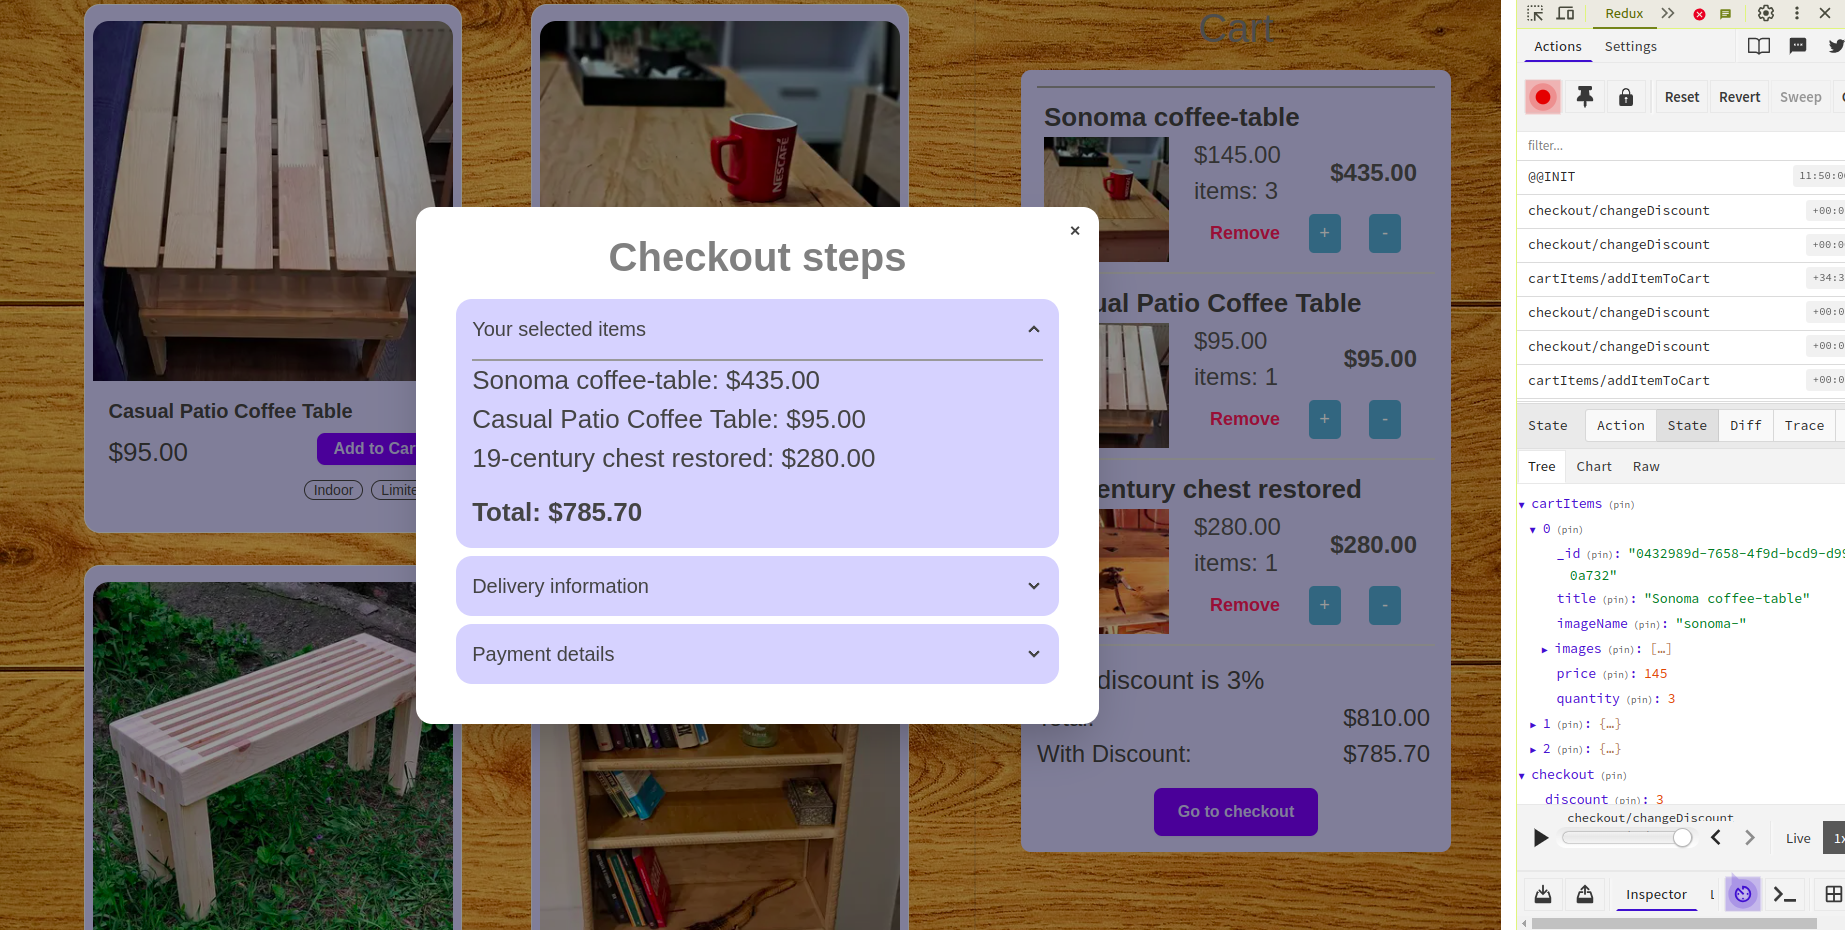 Casual Patio Coffee Table
$95.00
Add to Car
Indoor
Limite
NESCAFÉ
Cart
Sonoma coffee-table
$145.00
items: 3
$435.00
Remove
+
-
ual Patio Coffee Table
$95.00
items: 1
$95.00
Remove
+
-
entury chest restored
$280.00
items: 1
$280.00
Remove
+
-
discount is 3%
$810.00
With Discount:
$785.70
Go to checkout
×
Checkout steps
Your selected items
Sonoma coffee-table: $435.00
Casual Patio Coffee Table: $95.00
19-century chest restored: $280.00
Total: $785.70
Delivery information
Payment details
Redux
Actions
Settings
Reset
Revert
Sweep
filter...
@@INIT
11:50:0
checkout/changeDiscount
+00:0
checkout/changeDiscount
+00:0
cartItems/addItemToCart
+34:3
checkout/changeDiscount
+00:0
checkout/changeDiscount
+00:0
cartItems/addItemToCart
+00:0
State
Action
State
Diff
Trace
Tree
Chart
Raw
cartItems (pin)
0 (pin)
_id (pin): "0432989d-7658-4f9d-bcd9-d99
0a732"
title (pin): "Sonoma coffee-table"
imageName (pin): "sonoma-"
images (pin): […]
price (pin): 145
quantity (pin): 3
1 (pin): {…}
2 (pin): {…}
checkout (pin)
discount (pin): 3
checkout/changeDiscount
Live
1x
Inspector